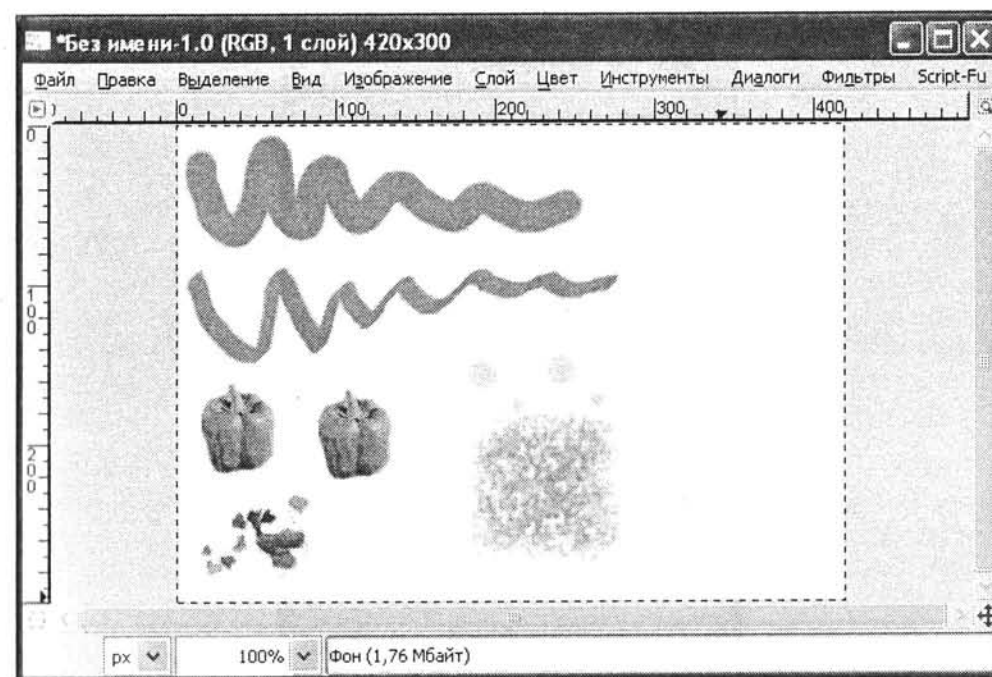 *Без имени-1.0 (RGB, 1 слой) 420x300
Файл Правка Выделение Вид Изображение Слой Цвет Инструменты Диалоги Фильтры Script-Fu
0 100 200 300 400
0
100
200
px 100% Фон (1,76 Мбайт)